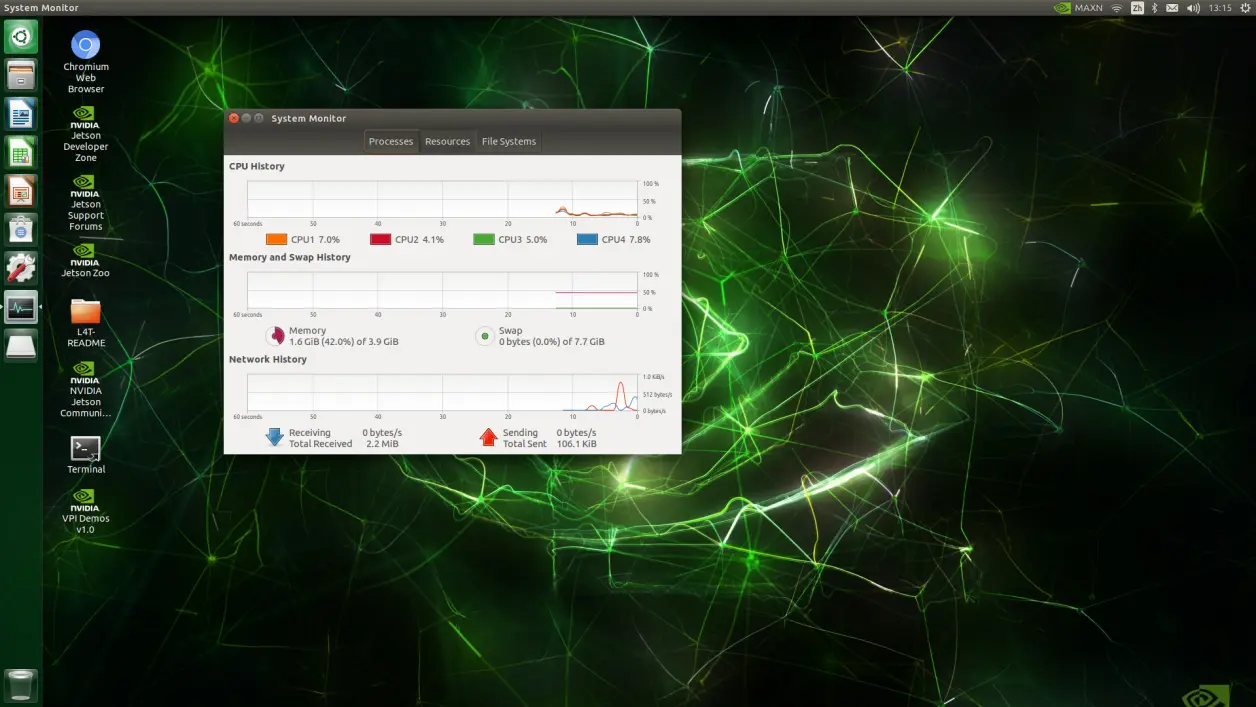 System Monitor
MAXN
Zh
13:15
Chromium
Web
Browser
NVIDIA
Jetson
Developer
Zone
NVIDIA
Jetson
Support
Forums
NVIDIA
Jetson Zoo
L4T-
README
NVIDIA
NVIDIA
Jetson
Communi...
Terminal
NVIDIA
VPI Demos
v1.0
System Monitor
Processes Resources File Systems
CPU History
100 %
50 %
0 %
60 seconds 50 40 30 20 10 0
CPU1 7.0% CPU2 4.1% CPU3 5.0% CPU4 7.8%
Memory and Swap History
100 %
50 %
0 %
60 seconds 50 40 30 20 10 0
Memory
1.6 GiB (42.0%) of 3.9 GiB
Swap
0 bytes (0.0%) of 7.7 GiB
Network History
1.0 KiB/s
512 bytes/s
0 bytes/s
60 seconds 50 40 30 20 10 0
Receiving 0 bytes/s
Total Received 2.2 MiB
Sending 0 bytes/s
Total Sent 106.1 KiB